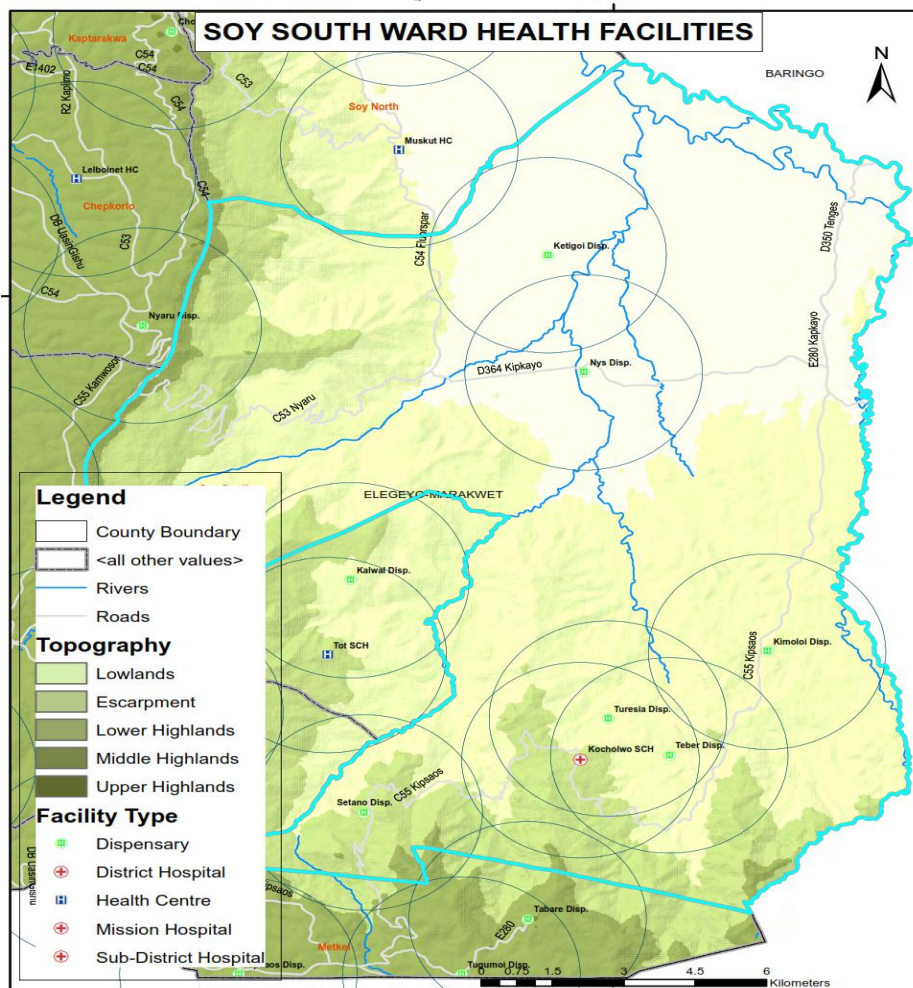 SOY SOUTH WARD HEALTH FACILITIES
N
BARINGO
Kaptarakwa
C54
C54
C53
E1402
R2 Kaplimo
C54
Soy North
Muskut HC
Lelboinet HC
C54
Chepkorio
DB UasinGishu
C53
C54 Fluorspar
D350 Tenges
Ketigoi Disp.
C54
Nyaru Disp.
E280 Kapkayo
D364 Kipkayo
Nys Disp.
C55 Kamwosor
C53 Nyaru
ELEGEYO-MARAKWET
Kalwal Disp.
Tot SCH
Kimoloi Disp.
C55 Kipsaos
Turesia Disp.
Kocholwo SCH
Teber Disp.
C55 Kipsaos
Setano Disp.
Tabare Disp.
E280
Metkei
Tugumoi Disp.
Legend
County Boundary
<all other values>
Rivers
Roads
Topography
Lowlands
Escarpment
Lower Highlands
Middle Highlands
Upper Highlands
Facility Type
Dispensary
District Hospital
Health Centre
Mission Hospital
Sub-District Hospital
0 0.75 1.5 3 4.5 6
Kilometers